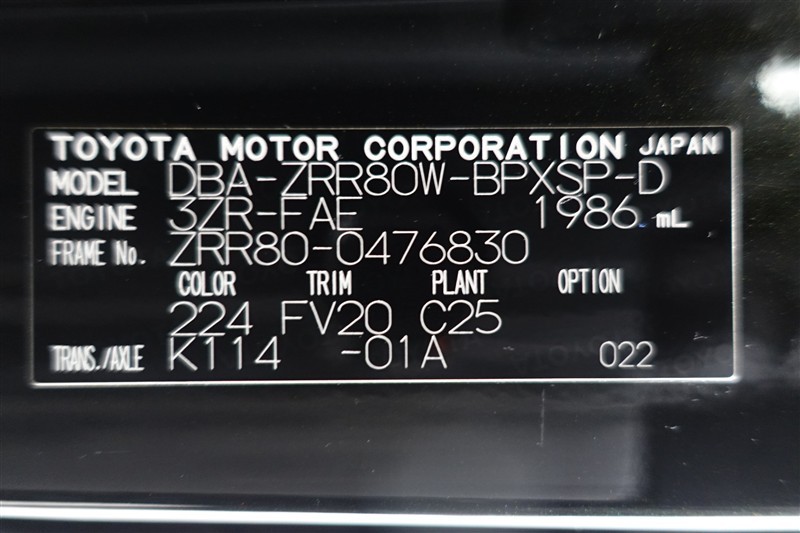 TOYOTA MOTOR CORPORATION JAPAN
MODEL DBA-ZRR80W-BPXSP-D
ENGINE 3ZR-FAE 1986 mL
FRAME No. ZRR80-0476830
COLOR TRIM PLANT OPTION
224 FV20 C25
TRANS./AXLE K114 -01A 022